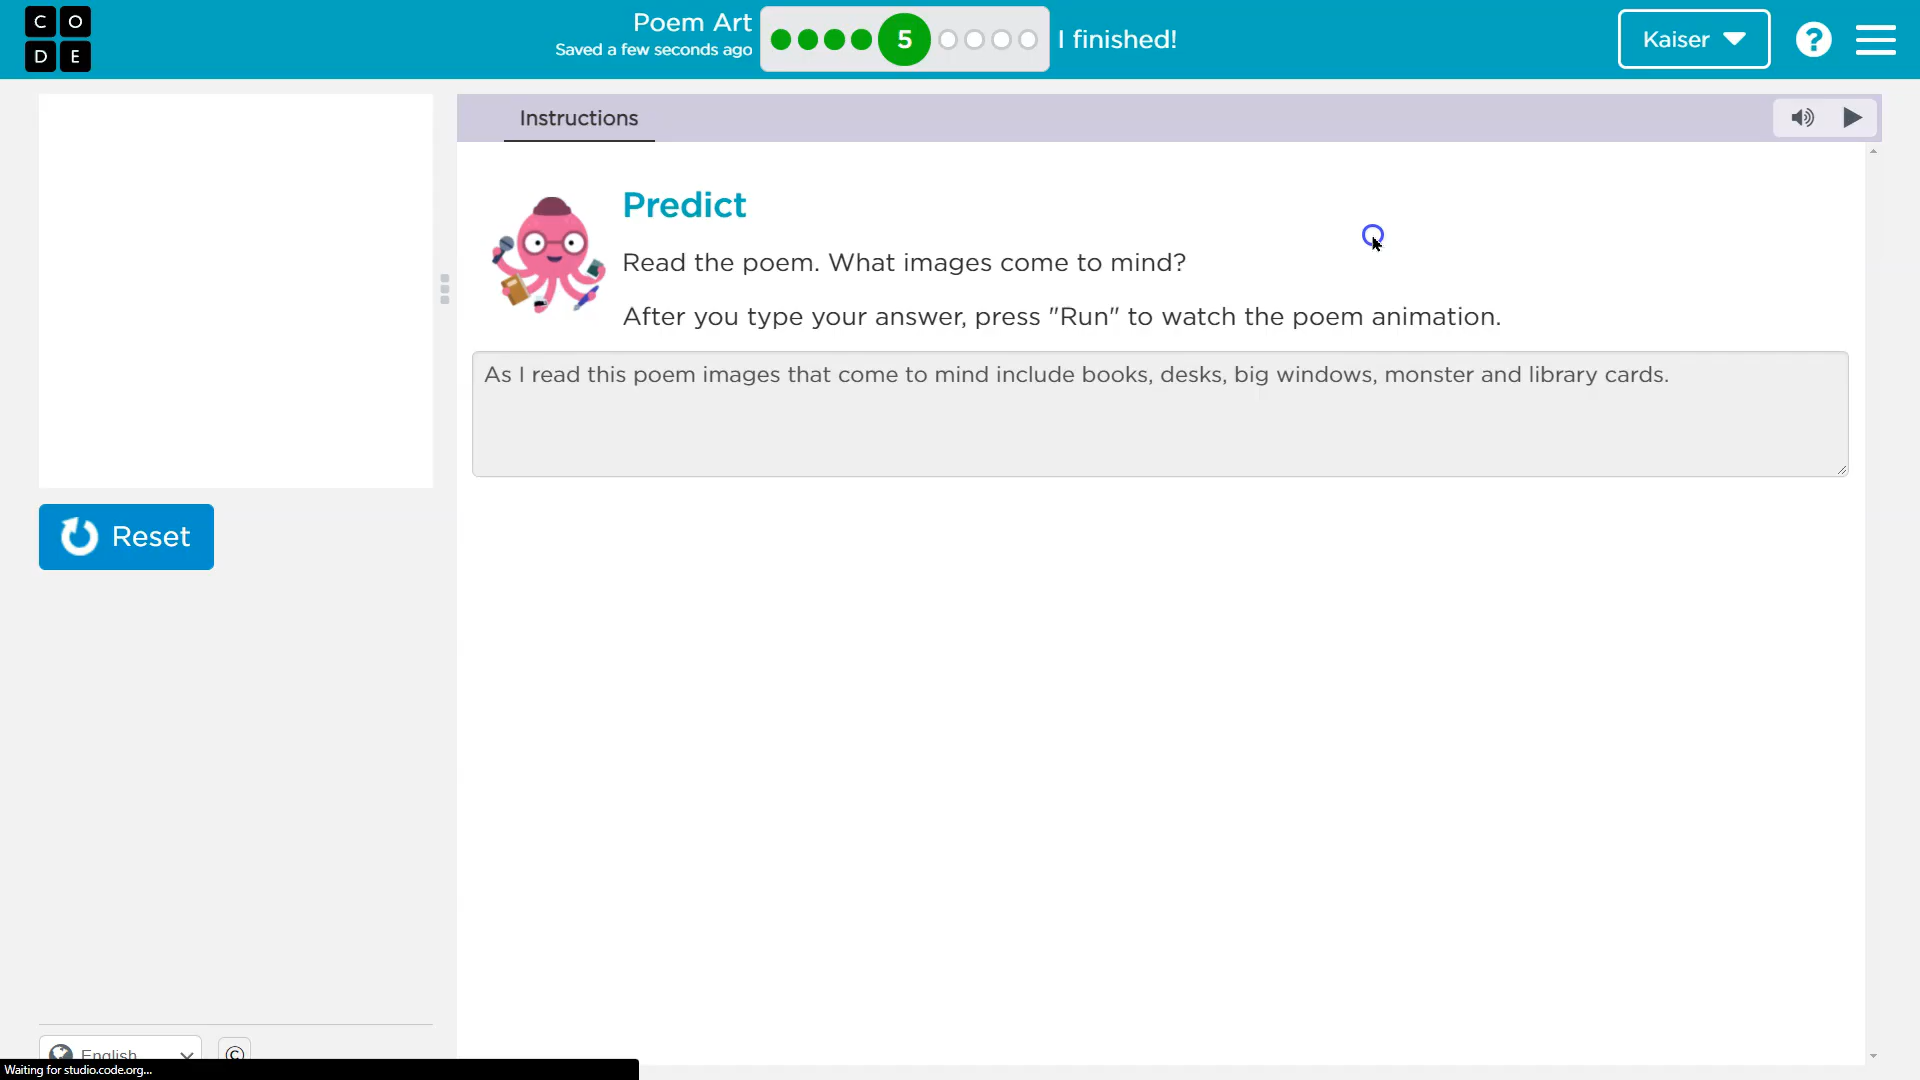 C O
D E
Poem Art
Saved a few seconds ago
5
I finished!
Kaiser
?
Instructions
Predict
Read the poem. What images come to mind?
After you type your answer, press "Run" to watch the poem animation.
As I read this poem images that come to mind include books, desks, big windows, monster and library cards.
Reset
English
©
Waiting for studio.code.org...